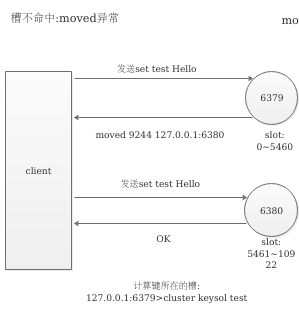 槽不命中:moved异常
mo
发送set test Hello
6379
moved 9244 127.0.0.1:6380
slot:
0~5460
client
发送set test Hello
6380
OK
slot:
5461~109
22
计算键所在的槽:
127.0.0.1:6379>cluster keysol test